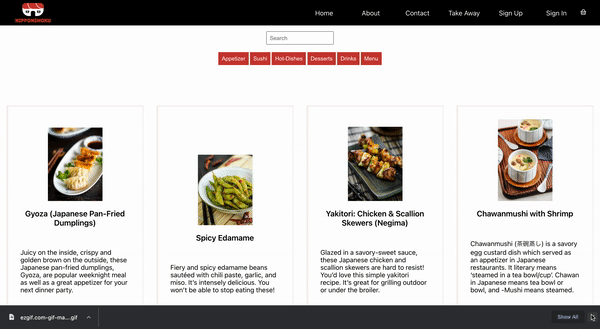 NIPPONSHOKU
Home About Contact Take Away Sign Up Sign In
Search
Appetizer Sushi Hot-Dishes Desserts Drinks Menu
Gyoza (Japanese Pan-Fried
Dumplings)
Juicy on the inside, crispy and
golden brown on the outside, these
Japanese pan-fried dumplings,
Gyoza, are popular weeknight meal
as well as a great appetizer for your
next dinner party.
Spicy Edamame
Fiery and spicy edamame beans
sautéed with chili paste, garlic, and
miso. It's intensely delicious. You
won't be able to stop eating these!
Yakitori: Chicken & Scallion
Skewers (Negima)
Glazed in a savory-sweet sauce,
these Japanese chicken and
scallion skewers are hard to resist!
You'd love this simple yakitori
recipe. It's great for grilling outdoor
or under the broiler.
Chawanmushi with Shrimp
Chawanmushi (茶碗蒸し) is a savory
egg custard dish which served as
an appetizer in Japanese
restaurants. It literary means
'steamed in a tea bowl/cup'. Chawan
in Japanese means tea bowl or
bowl, and -Mushi means steamed.
ezgif.com-gif-ma....gif
Show All